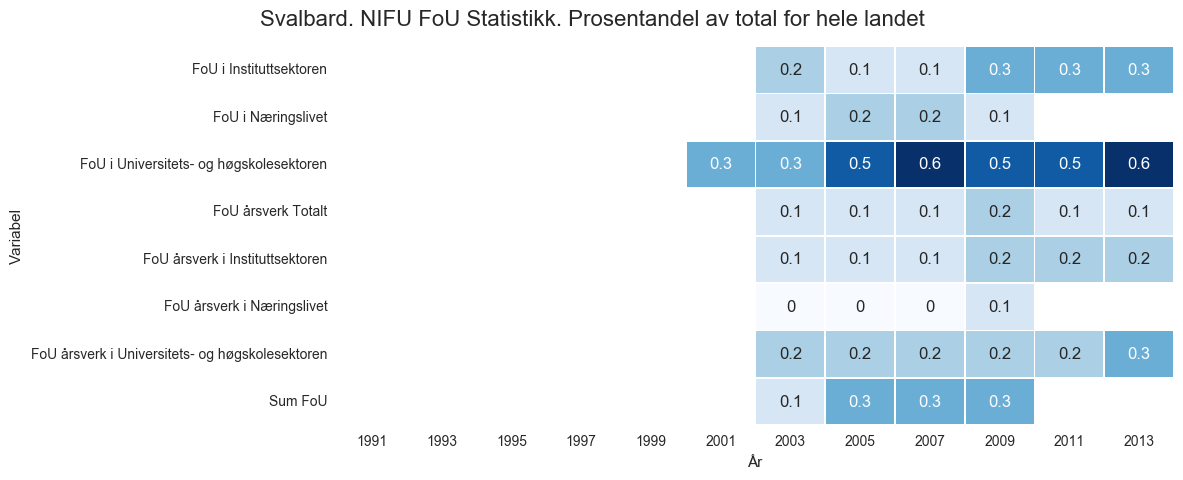 Svalbard. NIFU FoU Statistikk. Prosentandel av total for hele landet
Variabel
FoU i Instituttsektoren 0.2 0.1 0.1 0.3 0.3 0.3
FoU i Næringslivet 0.1 0.2 0.2 0.1
FoU i Universitets- og høgskolesektoren 0.3 0.3 0.5 0.6 0.5 0.5 0.6
FoU årsverk Totalt 0.1 0.1 0.1 0.2 0.1 0.1
FoU årsverk i Instituttsektoren 0.1 0.1 0.1 0.2 0.2 0.2
FoU årsverk i Næringslivet 0 0 0 0.1
FoU årsverk i Universitets- og høgskolesektoren 0.2 0.2 0.2 0.2 0.2 0.3
Sum FoU 0.1 0.3 0.3 0.3
1991 1993 1995 1997 1999 2001 2003 2005 2007 2009 2011 2013
År